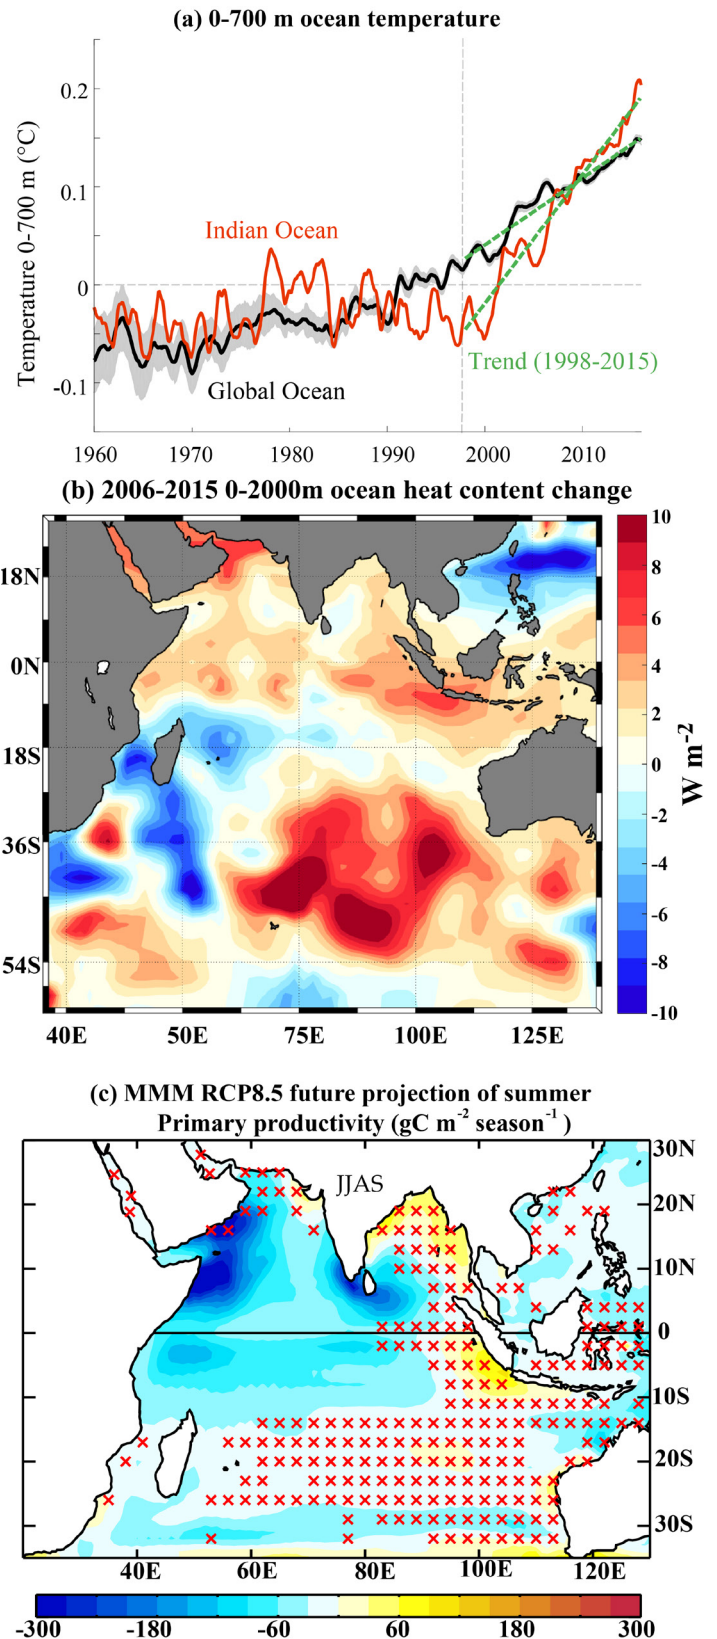 (a) 0-700 m ocean temperature
Temperature 0-700 m (°C)
0.2
0.1
0
-0.1
Indian Ocean
Global Ocean
Trend (1998-2015)
1960 1970 1980 1990 2000 2010
(b) 2006-2015 0-2000m ocean heat content change
18N
0N
18S
36S
54S
40E 50E 75E 100E 125E
10
8
6
4
2
0
-2
-4
-6
-8
-10
W m-2
(c) MMM RCP8.5 future projection of summer
Primary productivity (gC m-2 season-1 )
JJAS
30N
20N
10N
0
10S
20S
30S
40E 60E 80E 100E 120E
-300 -180 -60 60 180 300